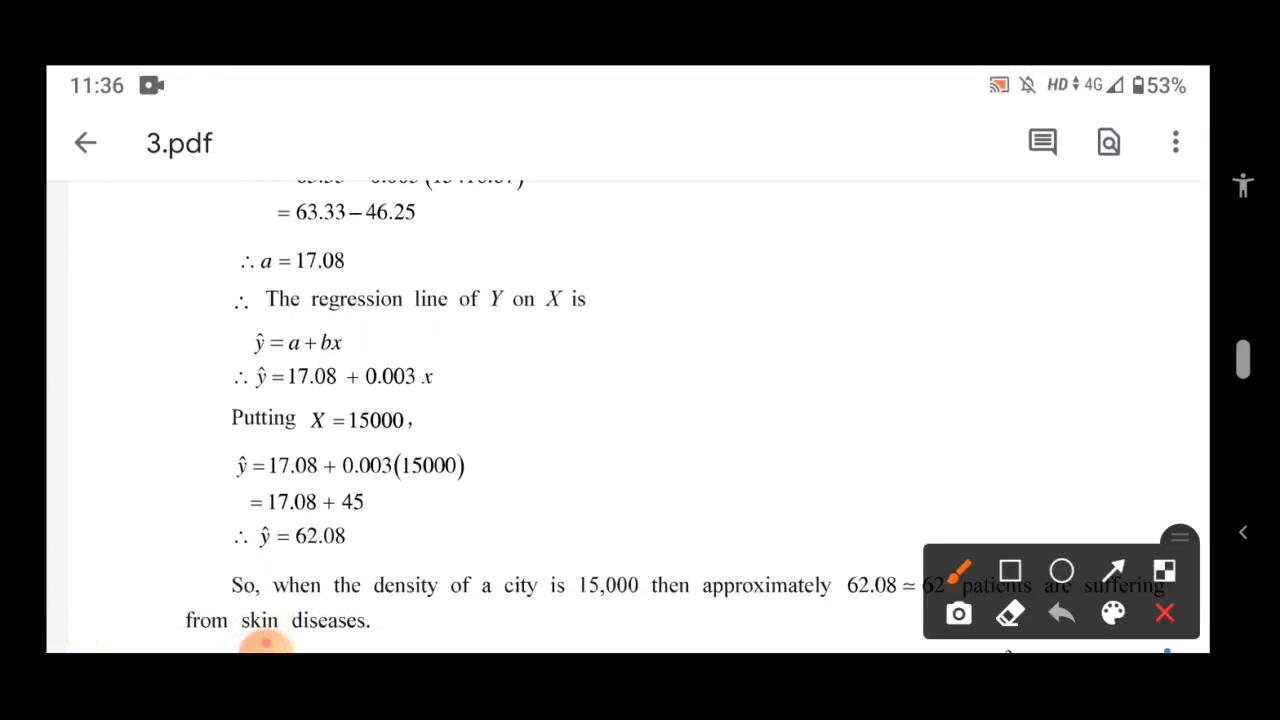 11:36 HD 4G 53%
3.pdf
= 63.33 – 46.25
∴ a = 17.08
∴ The regression line of Y on X is
ŷ = a + bx
∴ ŷ = 17.08 + 0.003 x
Putting X = 15000,
ŷ = 17.08 + 0.003(15000)
= 17.08 + 45
∴ ŷ = 62.08
So, when the density of a city is 15,000 then approximately 62.08 ≃ 62 patients are suffering
from skin diseases.